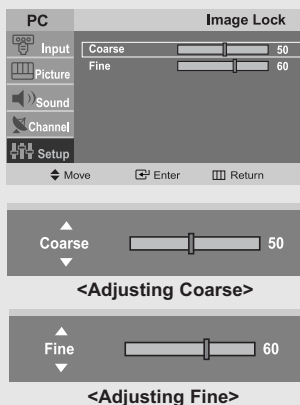 PC Image Lock
Input
Coarse 50
Fine 60
Picture
Sound
Channel
Setup
Move Enter Return
Coarse 50
<Adjusting Coarse>
Fine 60
<Adjusting Fine>